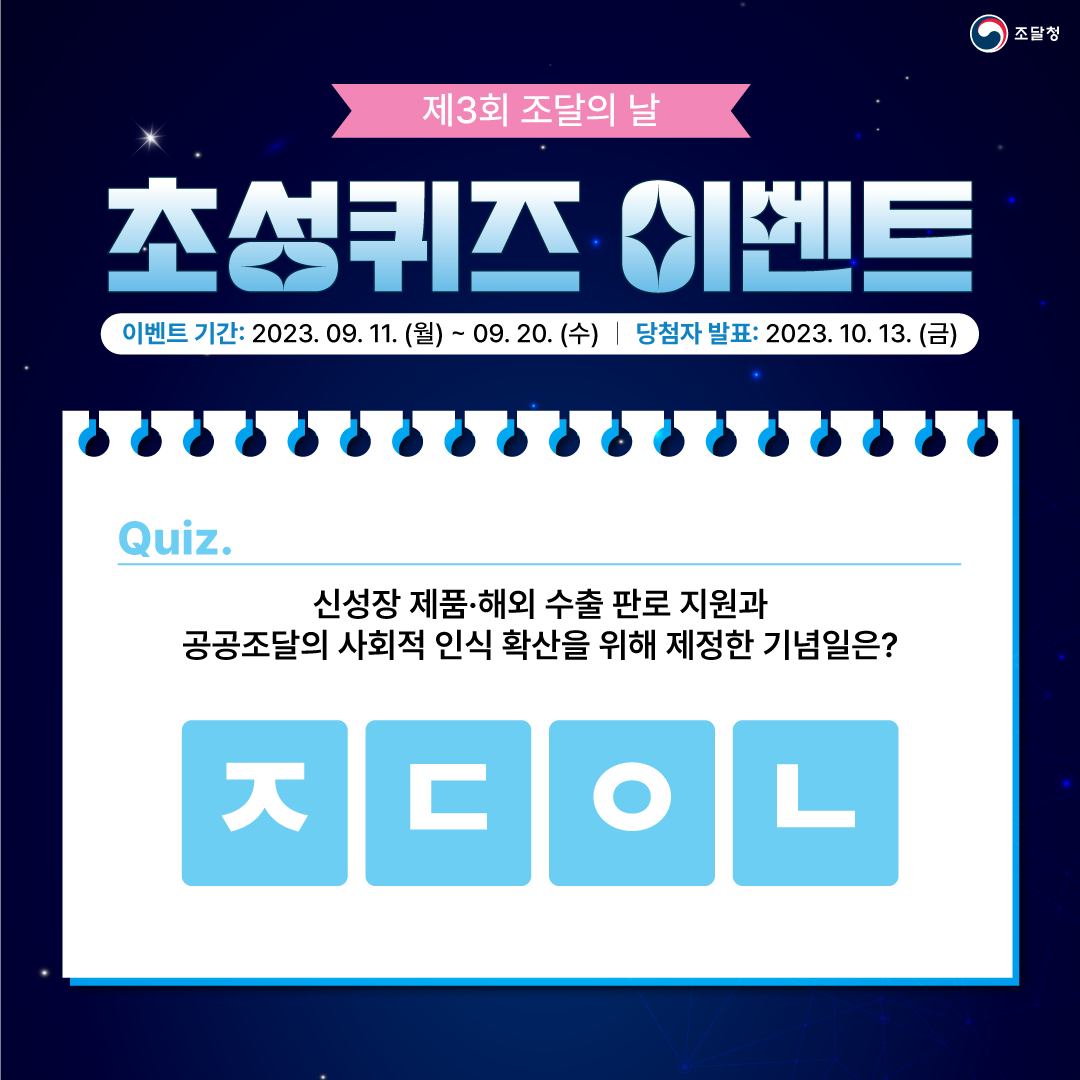 조달청
제3회 조달의 날
초성퀴즈 이벤트
이벤트 기간: 2023. 09. 11. (월) ~ 09. 20. (수) | 당첨자 발표: 2023. 10. 13. (금)
Quiz.
신성장 제품·해외 수출 판로 지원과
공공조달의 사회적 인식 확산을 위해 제정한 기념일은?
ㅈ ㄷ ㅇ ㄴ